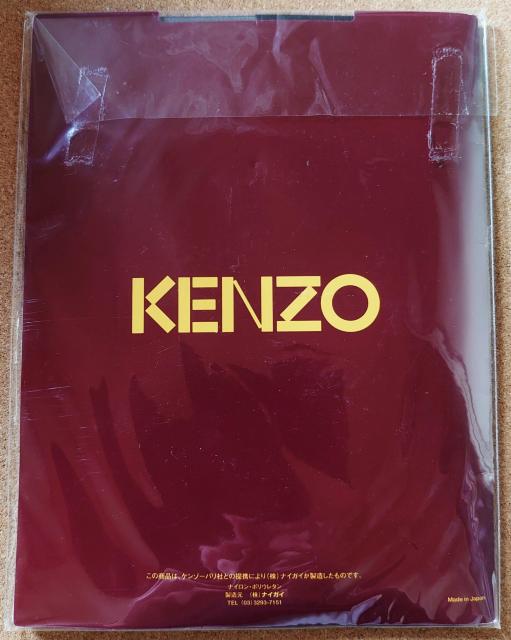 KENZO
この商品は、ケンゾーパリ社との提携により(株)ナイガイが製造したものです。
ナイロン・ポリウレタン
製造元 (株)ナイガイ
TEL (03)3293-7151
Made in Japan